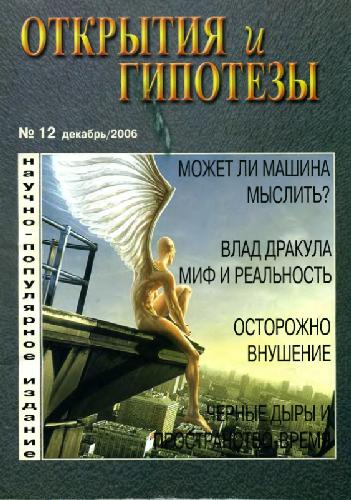 ОТКРЫТИЯ и
ГИПОТЕЗЫ
№ 12 декабрь/2006
научно-популярное издание
МОЖЕТ ЛИ МАШИНА
МЫСЛИТЬ?
ВЛАД ДРАКУЛА
МИФ И РЕАЛЬНОСТЬ
ОСТОРОЖНО
ВНУШЕНИЕ
ЧЕРНЫЕ ДЫРЫ И
ПРОСТРАНСТВО-ВРЕМЯ